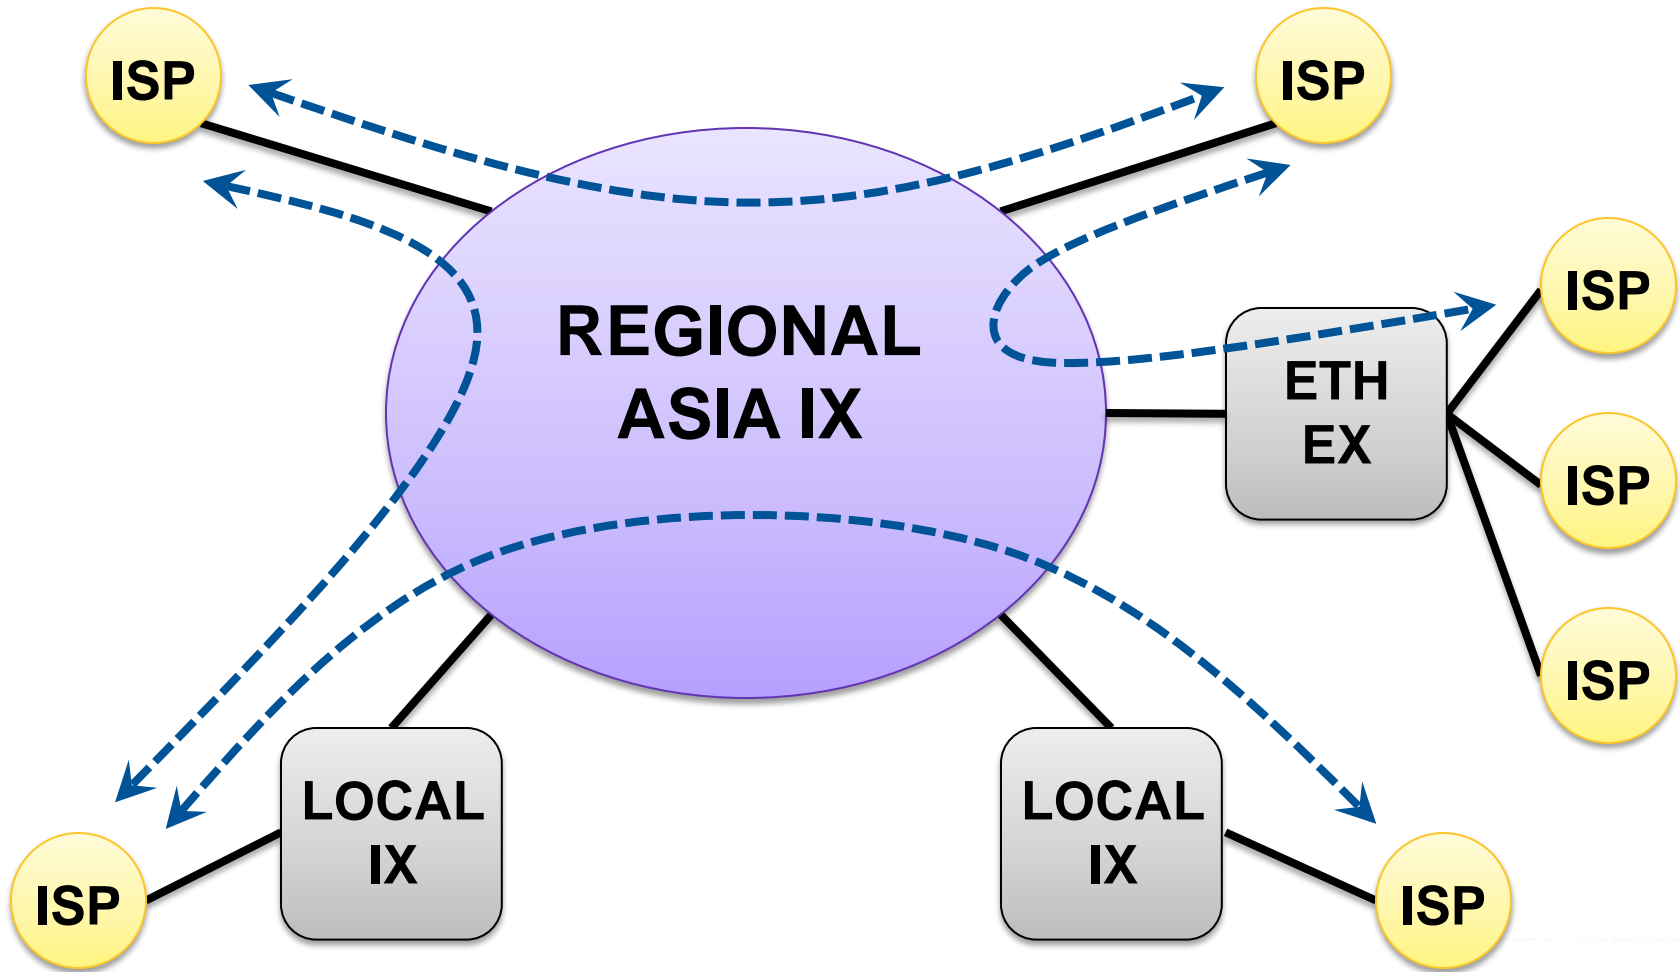 ISP
ISP
REGIONAL
ASIA IX
ISP
ETH
EX
ISP
ISP
LOCAL
IX
LOCAL
IX
ISP
ISP